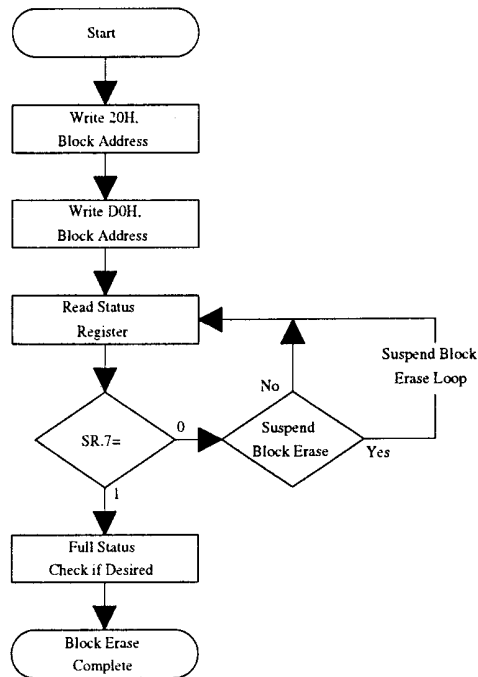 Start
Write 20H,
Block Address
Write D0H,
Block Address
Read Status
Register
Suspend Block
Erase Loop
No
SR.7=
0
Suspend
Block Erase
Yes
1
Full Status
Check if Desired
Block Erase
Complete